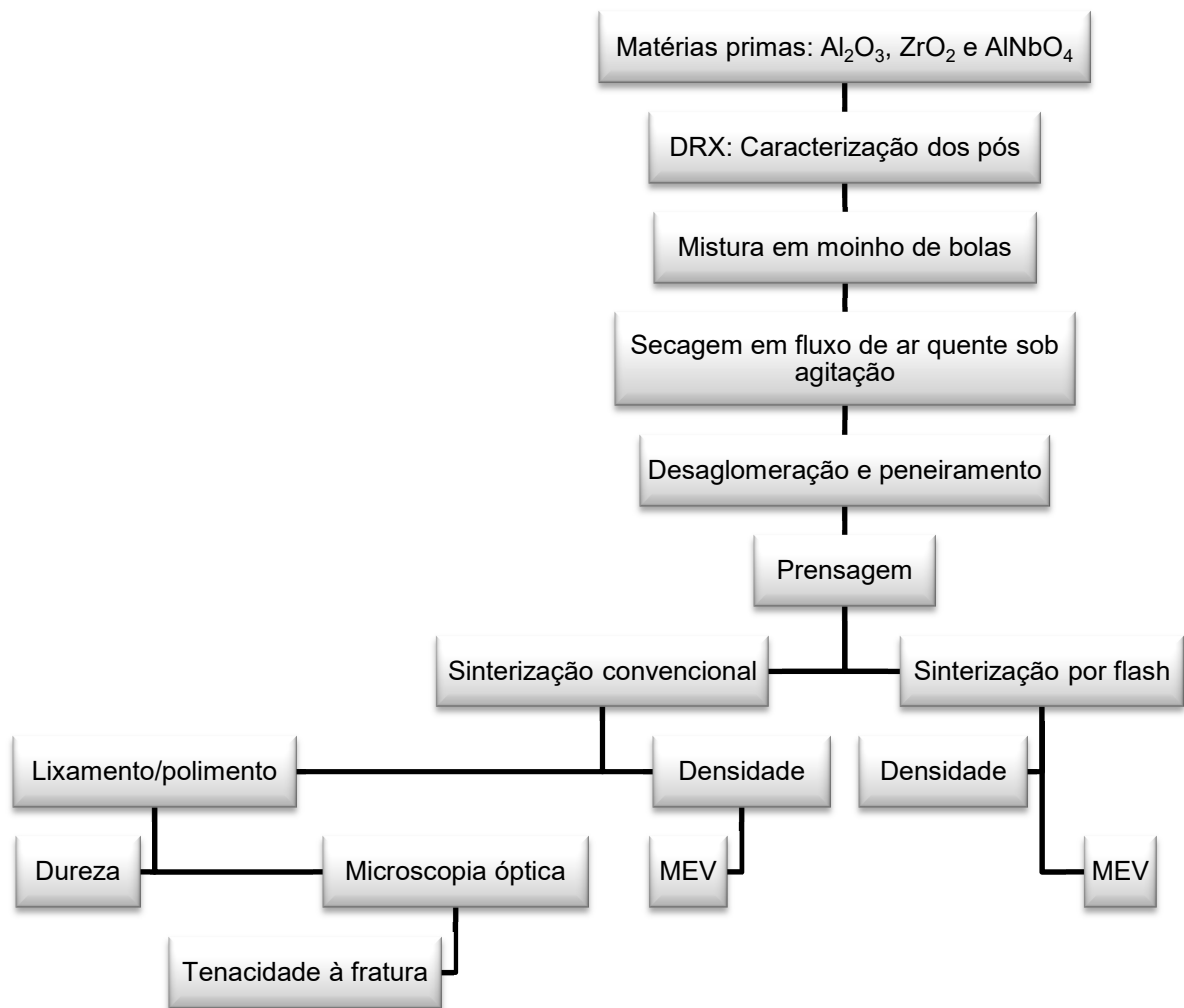 Matérias primas: Al₂O₃, ZrO₂ e AlNbO₄
DRX: Caracterização dos pós
Mistura em moinho de bolas
Secagem em fluxo de ar quente sob
agitação
Desaglomeração e peneiramento
Prensagem
Sinterização convencional
Sinterização por flash
Lixamento/polimento
Densidade
Densidade
Dureza
Microscopia óptica
MEV
MEV
Tenacidade à fratura